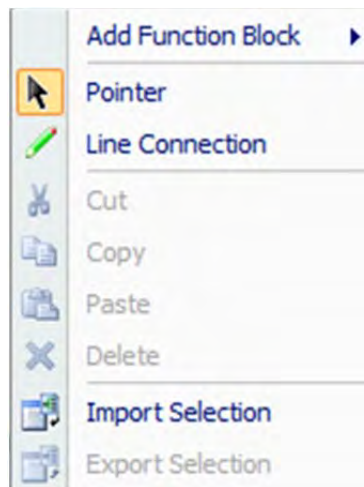 Add Function Block
Pointer
Line Connection
Cut
Copy
Paste
Delete
Import Selection
Export Selection